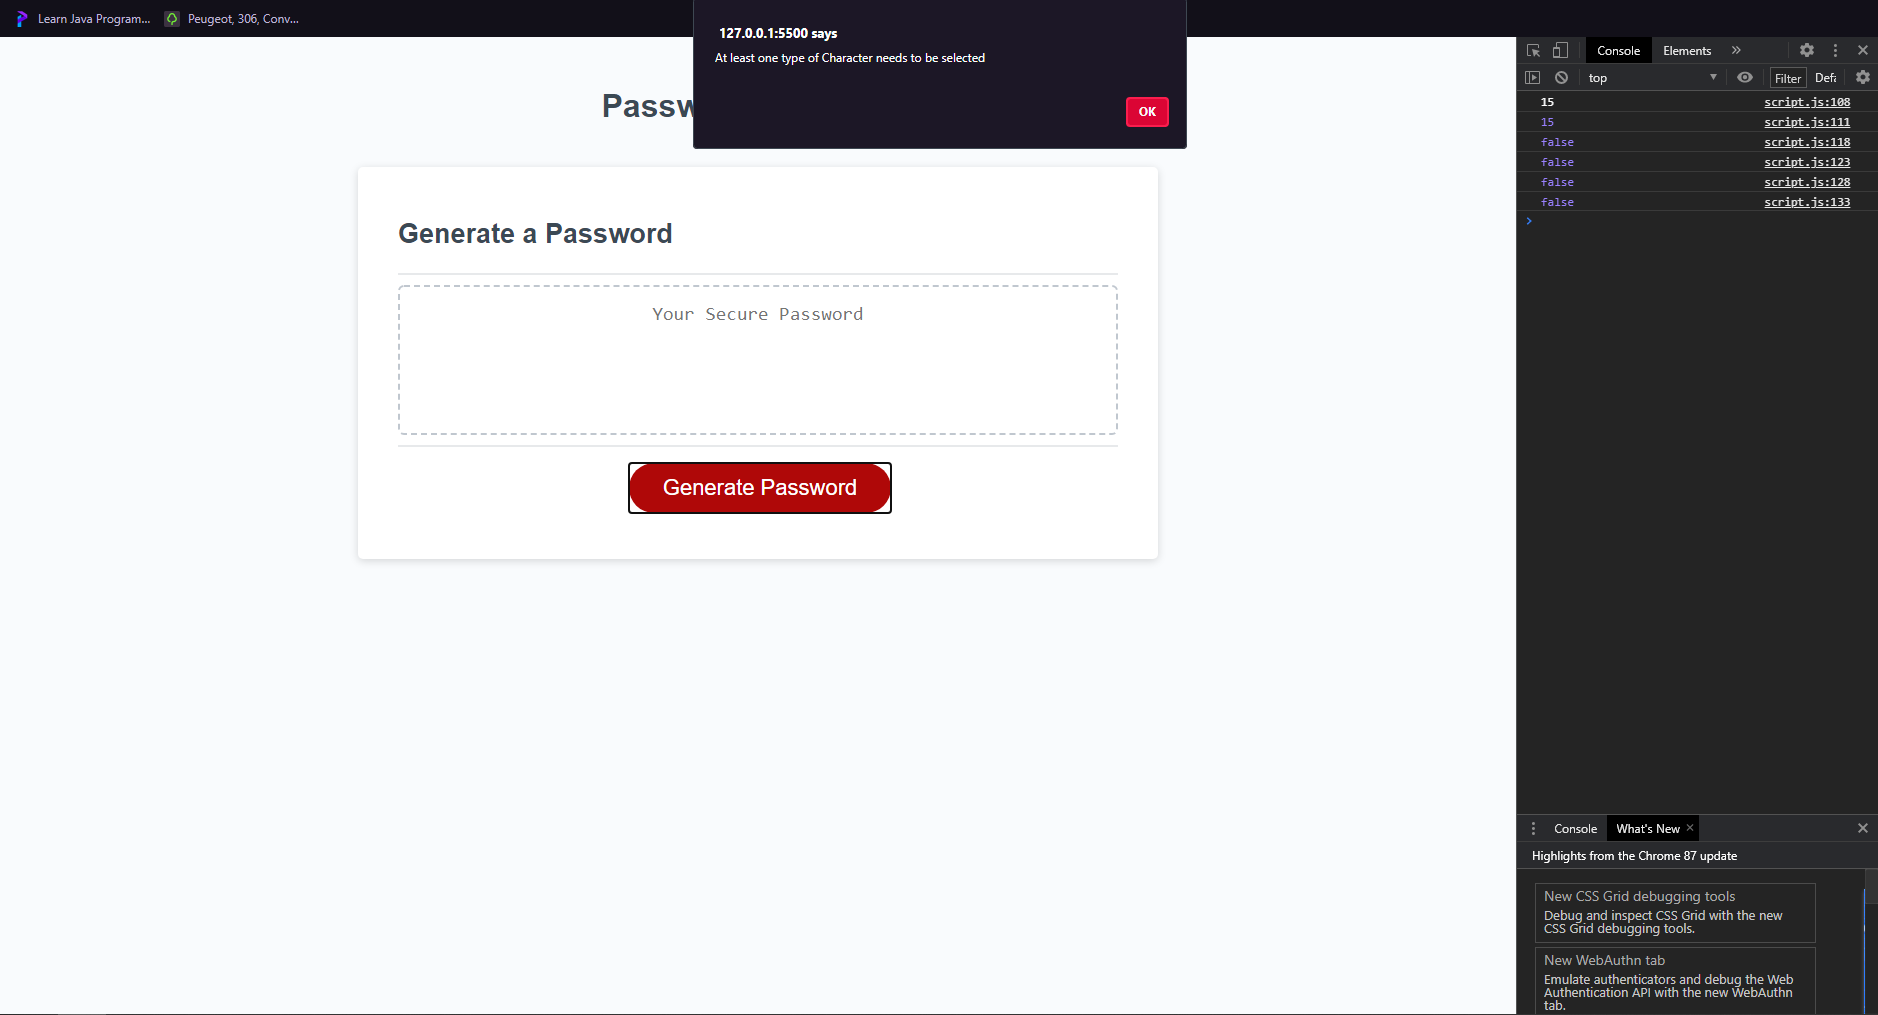 Learn Java Program...
Peugeot, 306, Conv...
127.0.0.1:5500 says
At least one type of Character needs to be selected
OK
Passw
Generate a Password
Your Secure Password
Generate Password
Console Elements »
top Filter Defa
15 script.js:108
15 script.js:111
false script.js:118
false script.js:123
false script.js:128
false script.js:133
Console What's New
Highlights from the Chrome 87 update
New CSS Grid debugging tools
Debug and inspect CSS Grid with the new
CSS Grid debugging tools.
New WebAuthn tab
Emulate authenticators and debug the Web
Authentication API with the new WebAuthn
tab.